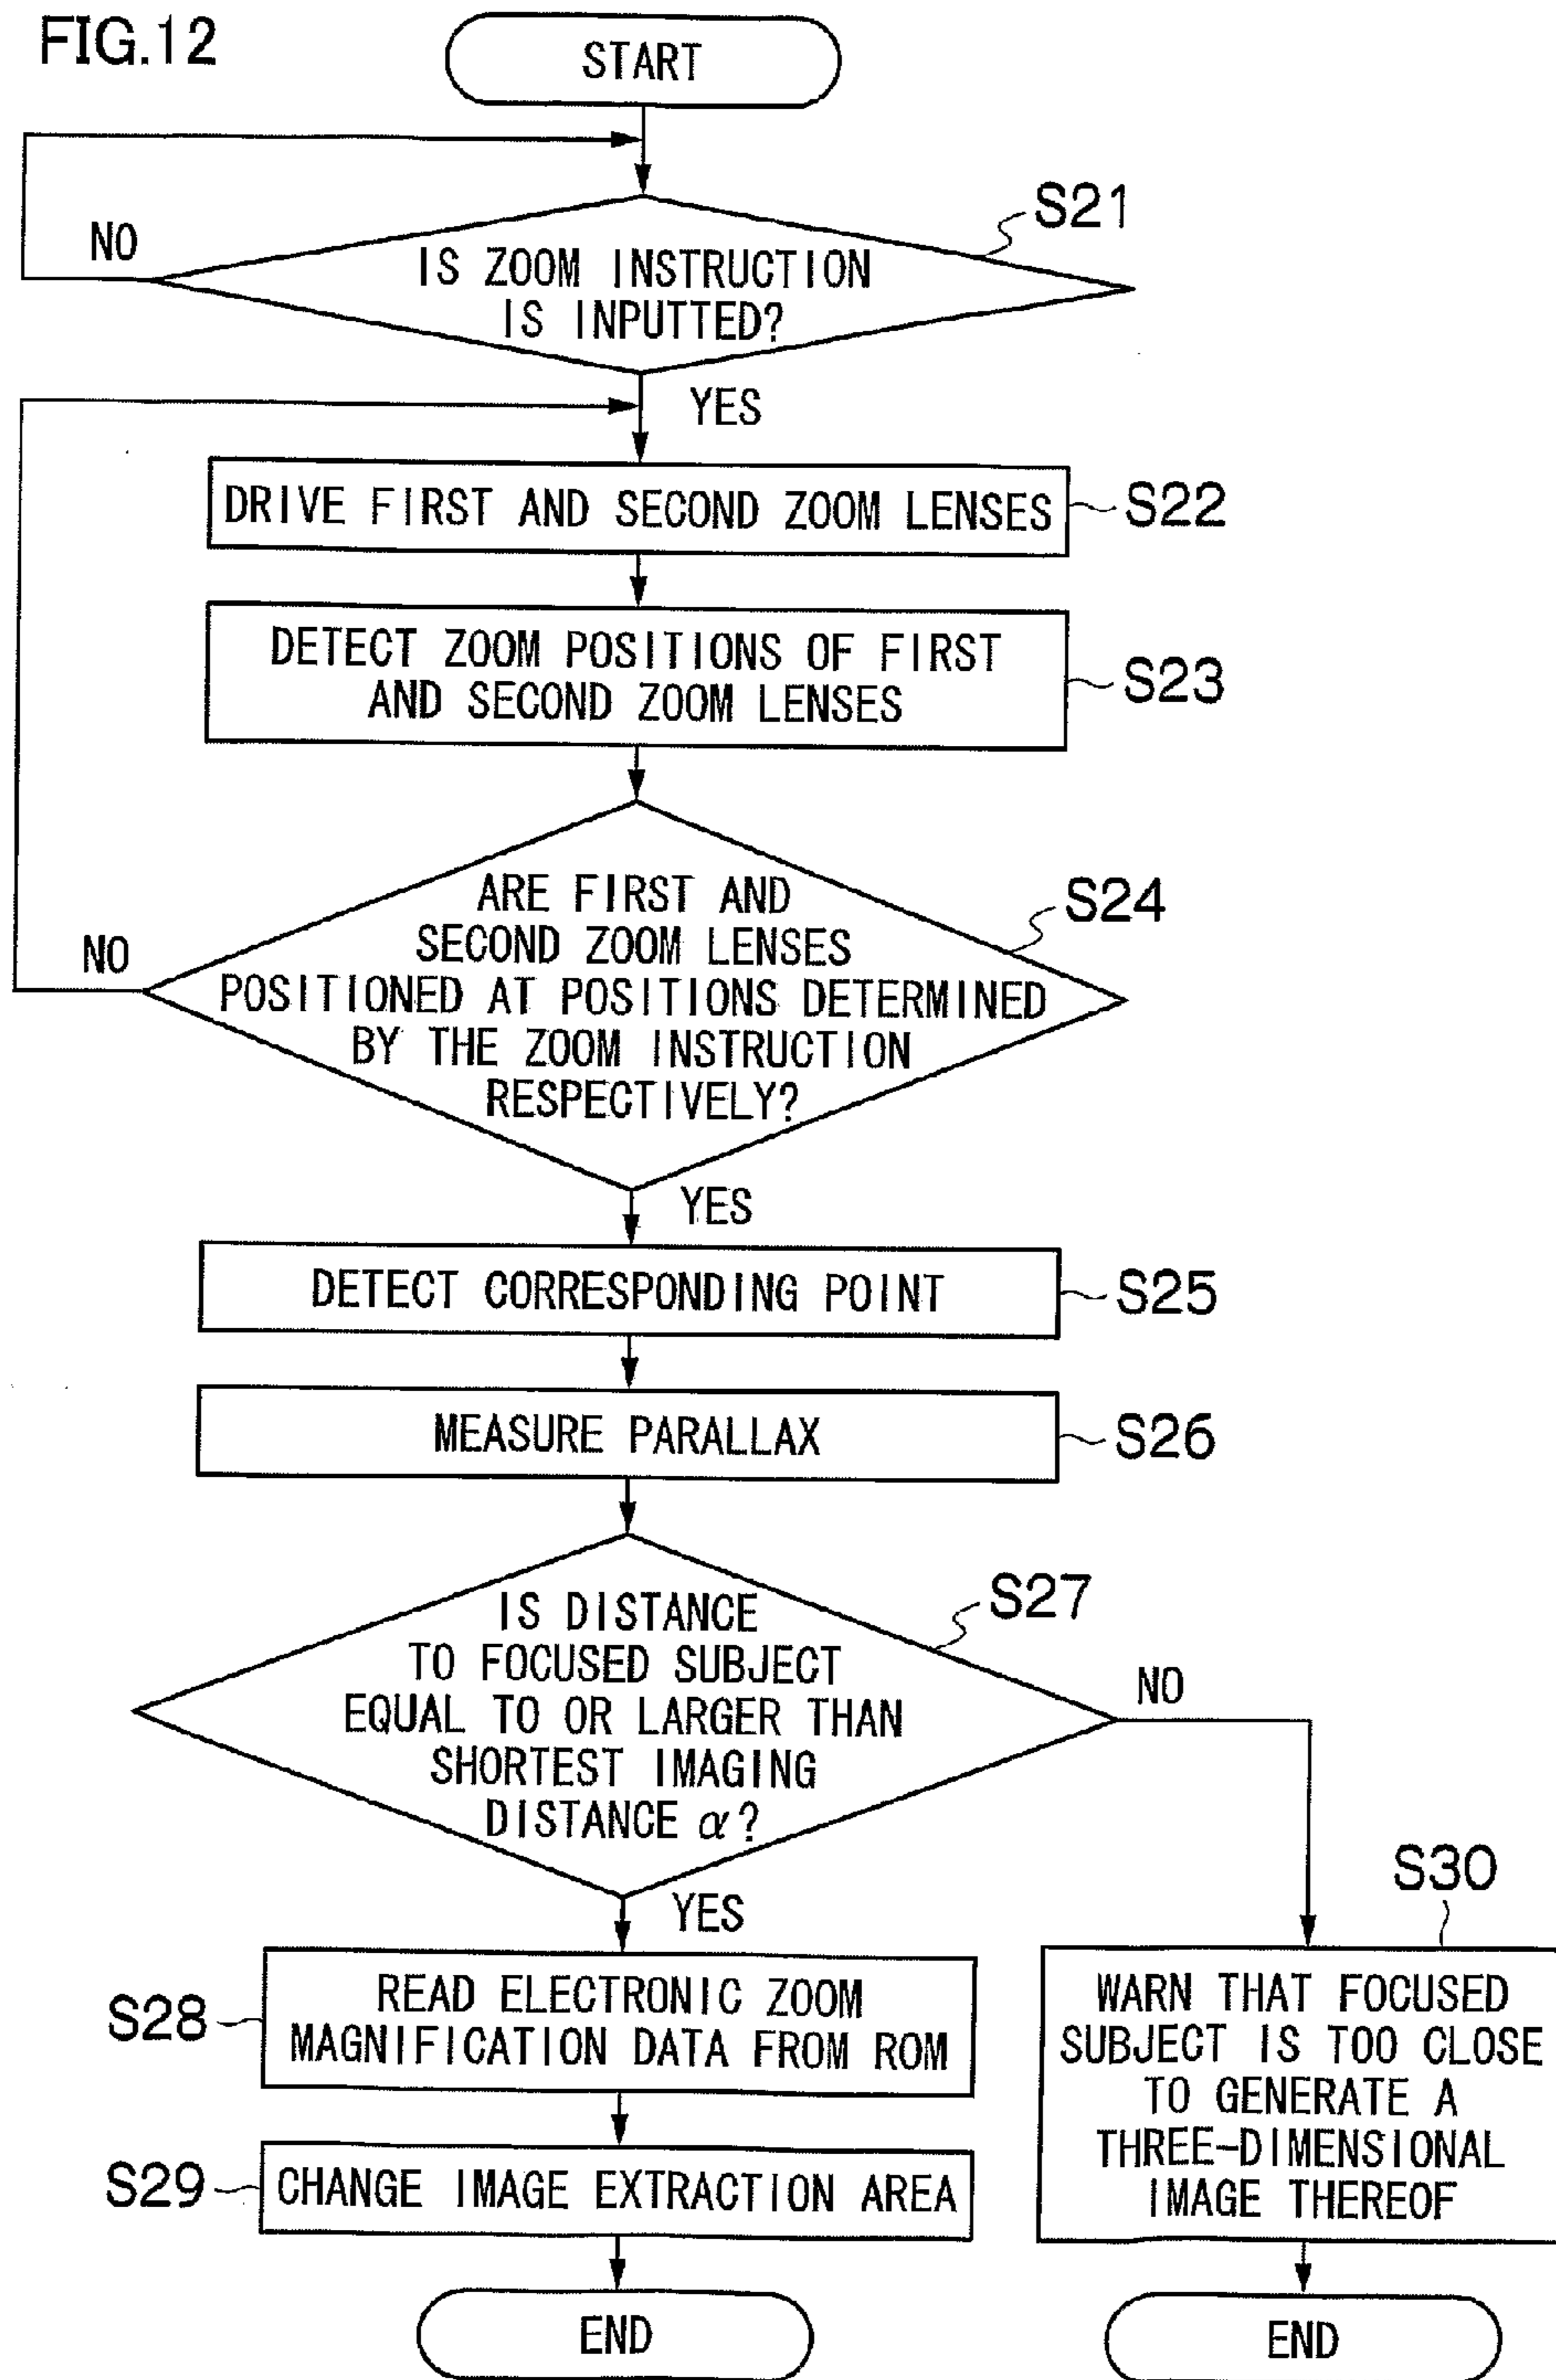 FIG.12
START
S21
NO
IS ZOOM INSTRUCTION
IS INPUTTED?
YES
DRIVE FIRST AND SECOND ZOOM LENSES
S22
DETECT ZOOM POSITIONS OF FIRST
AND SECOND ZOOM LENSES
S23
S24
ARE FIRST AND
SECOND ZOOM LENSES
POSITIONED AT POSITIONS DETERMINED
BY THE ZOOM INSTRUCTION
RESPECTIVELY?
NO
YES
DETECT CORRESPONDING POINT
S25
MEASURE PARALLAX
S26
S27
IS DISTANCE
TO FOCUSED SUBJECT
EQUAL TO OR LARGER THAN
SHORTEST IMAGING
DISTANCE α?
NO
YES
S28
READ ELECTRONIC ZOOM
MAGNIFICATION DATA FROM ROM
S29
CHANGE IMAGE EXTRACTION AREA
END
S30
WARN THAT FOCUSED
SUBJECT IS TOO CLOSE
TO GENERATE A
THREE-DIMENSIONAL
IMAGE THEREOF
END